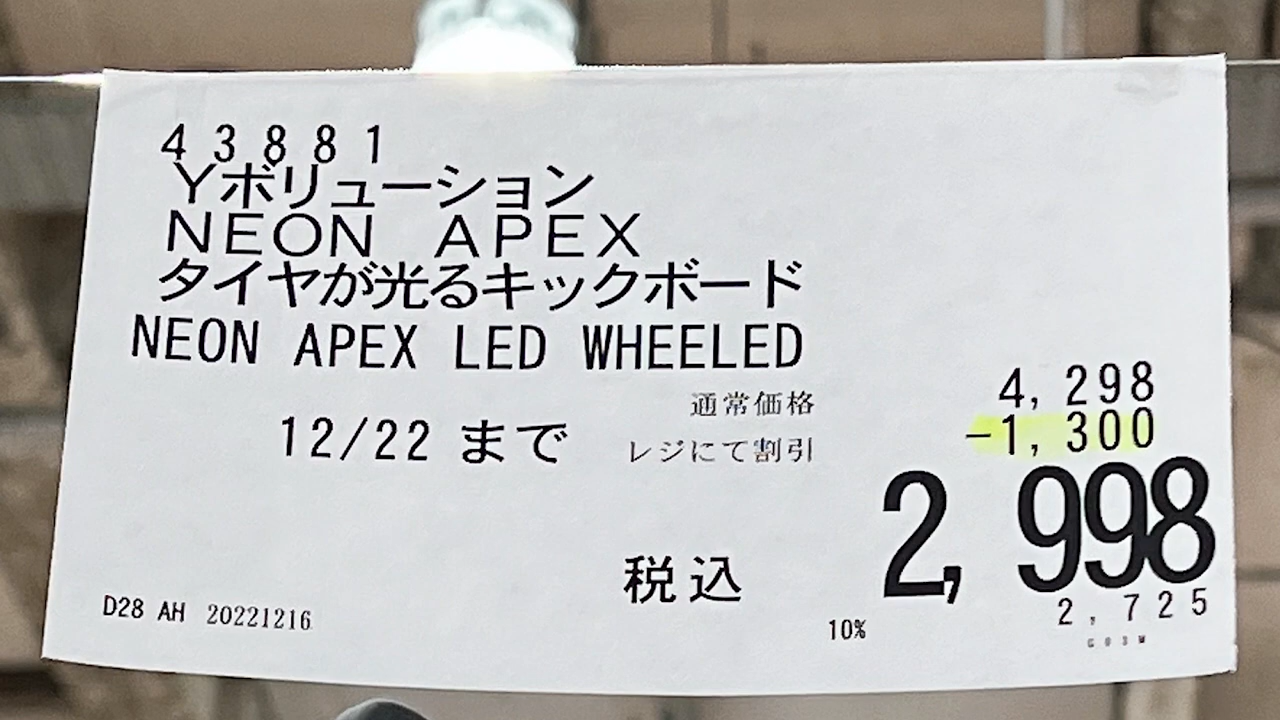 43881
Yボリューション
NEON APEX
タイヤが光るキックボード
NEON APEX LED WHEELED
通常価格 4,298
12/22 まで レジにて割引 -1,300
税込 2,998
10% 2,725
D28 AH 20221216